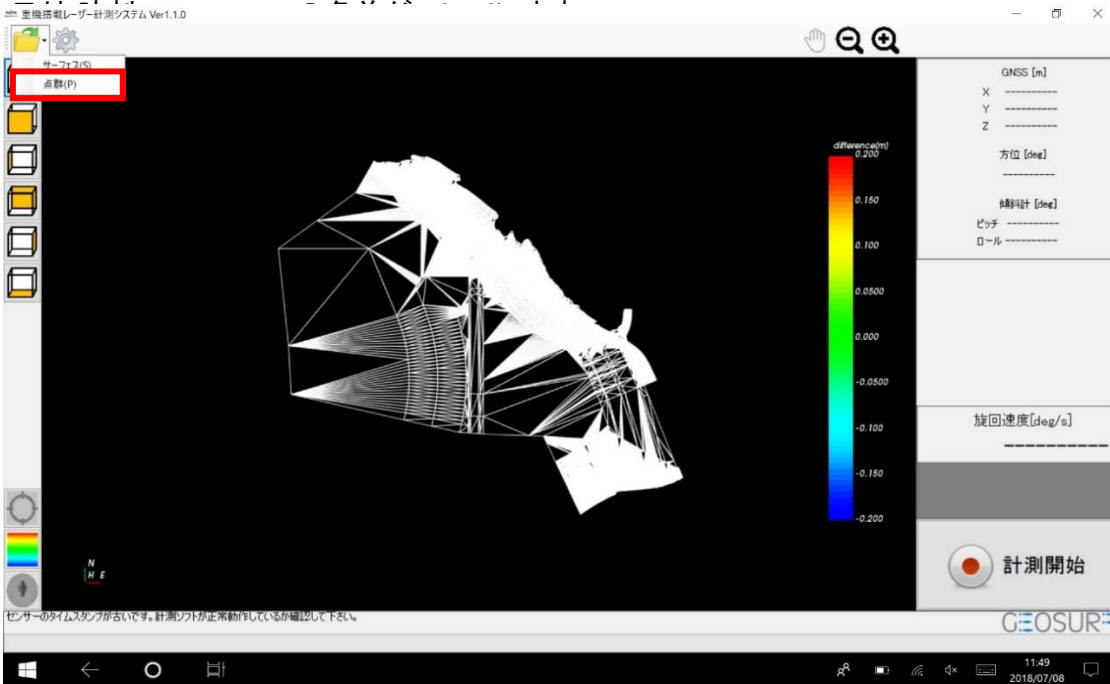 重機搭載レーザー計測システム Ver1.1.0
サーフェス(S)
点群(P)
GNSS [m]
X ----------
Y ----------
Z ----------
方位 [deg]
----------
傾斜計 [deg]
ピッチ ----------
ロール ----------
difference(m)
0.200
0.150
0.100
0.0500
0.000
-0.0500
-0.100
-0.150
-0.200
旋回速度[deg/s]
----------
計測開始
N
H E
センサーのタイムスタンプが古いです。計測ソフトが正常動作しているか確認して下さい。
GEOSURF
11:49
2018/07/08